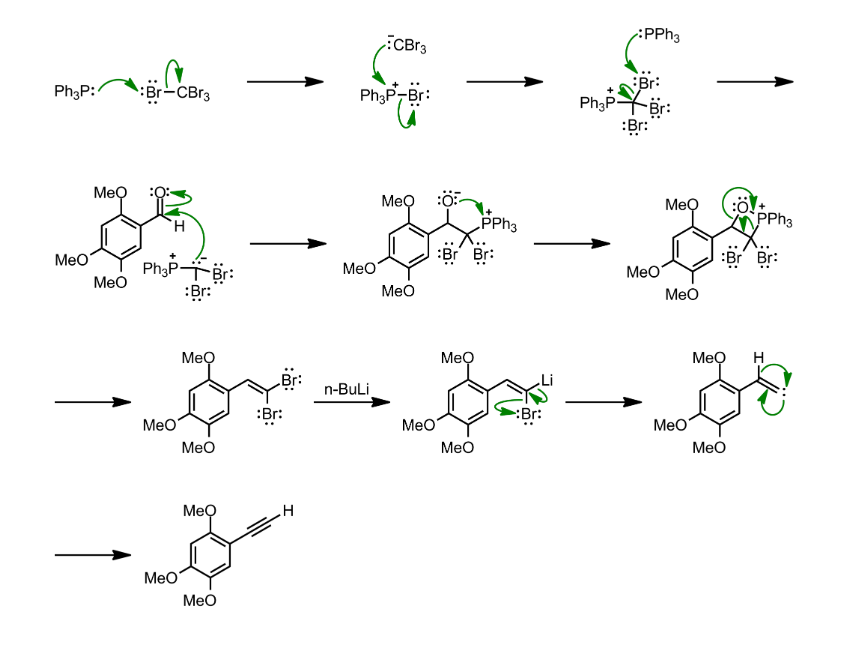 Ph3P: :Br–CBr3
–:CBr3
Ph3P+–Br:
:PPh3
:Br:
Ph3P+ Br:
:Br:
MeO :O:
H
MeO
MeO
Ph3P+ – Br:
:Br:
MeO :O:–
+PPh3
:Br Br:
MeO
MeO
MeO :O +PPh3
:Br Br:
MeO
MeO
MeO
Br:
:Br:
MeO
MeO
n-BuLi
MeO
Li
:Br:
MeO
MeO
MeO H
:
MeO
MeO
MeO H
MeO
MeO